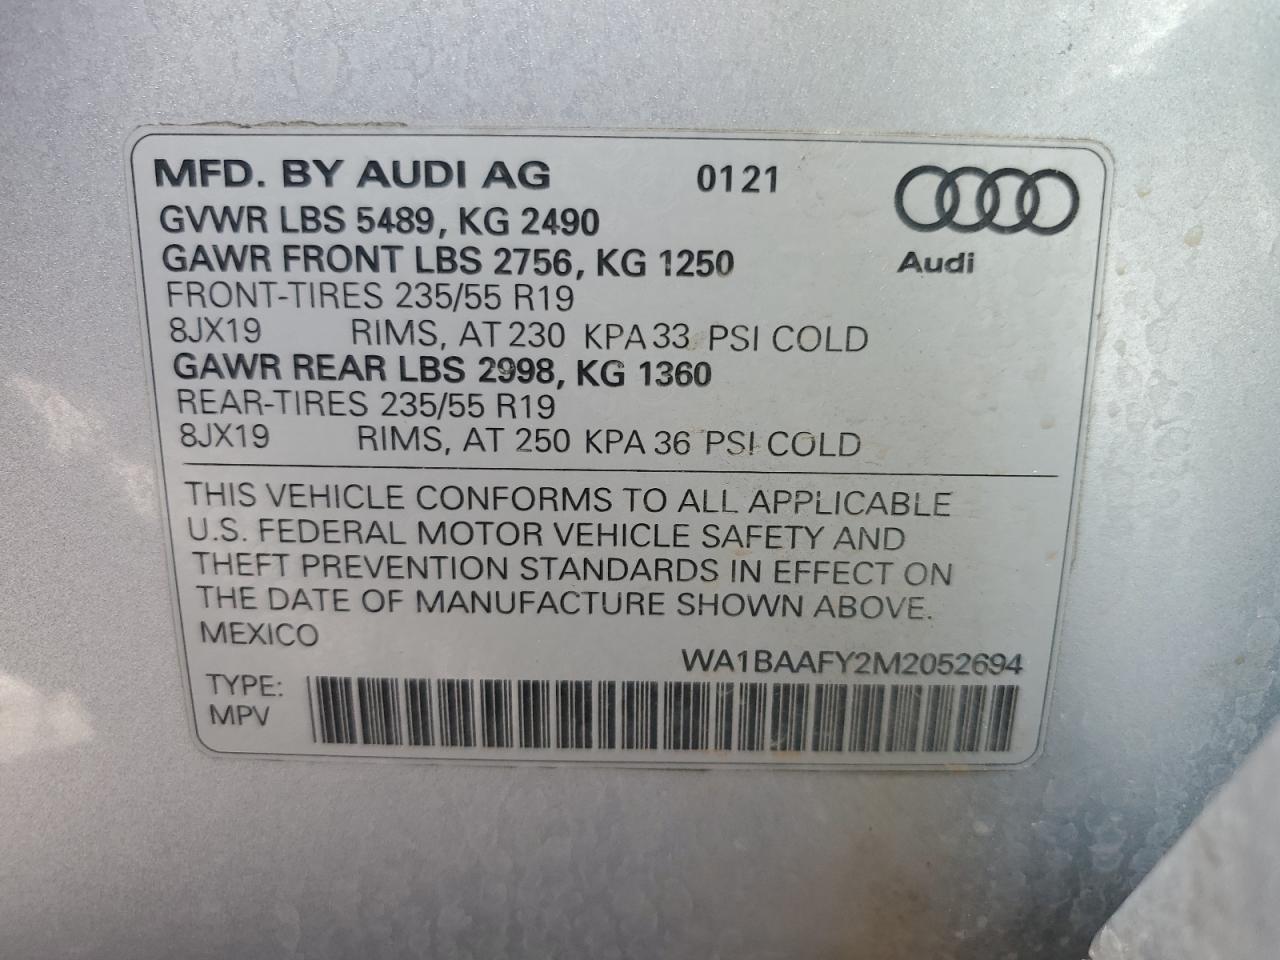 MFD. BY AUDI AG 0121
GVWR LBS 5489, KG 2490
GAWR FRONT LBS 2756, KG 1250
Audi
FRONT-TIRES 235/55 R19
8JX19 RIMS, AT 230 KPA 33 PSI COLD
GAWR REAR LBS 2998, KG 1360
REAR-TIRES 235/55 R19
8JX19 RIMS, AT 250 KPA 36 PSI COLD
THIS VEHICLE CONFORMS TO ALL APPLICABLE
U.S. FEDERAL MOTOR VEHICLE SAFETY AND
THEFT PREVENTION STANDARDS IN EFFECT ON
THE DATE OF MANUFACTURE SHOWN ABOVE.
MEXICO
WA1BAAFY2M2052694
TYPE:
MPV